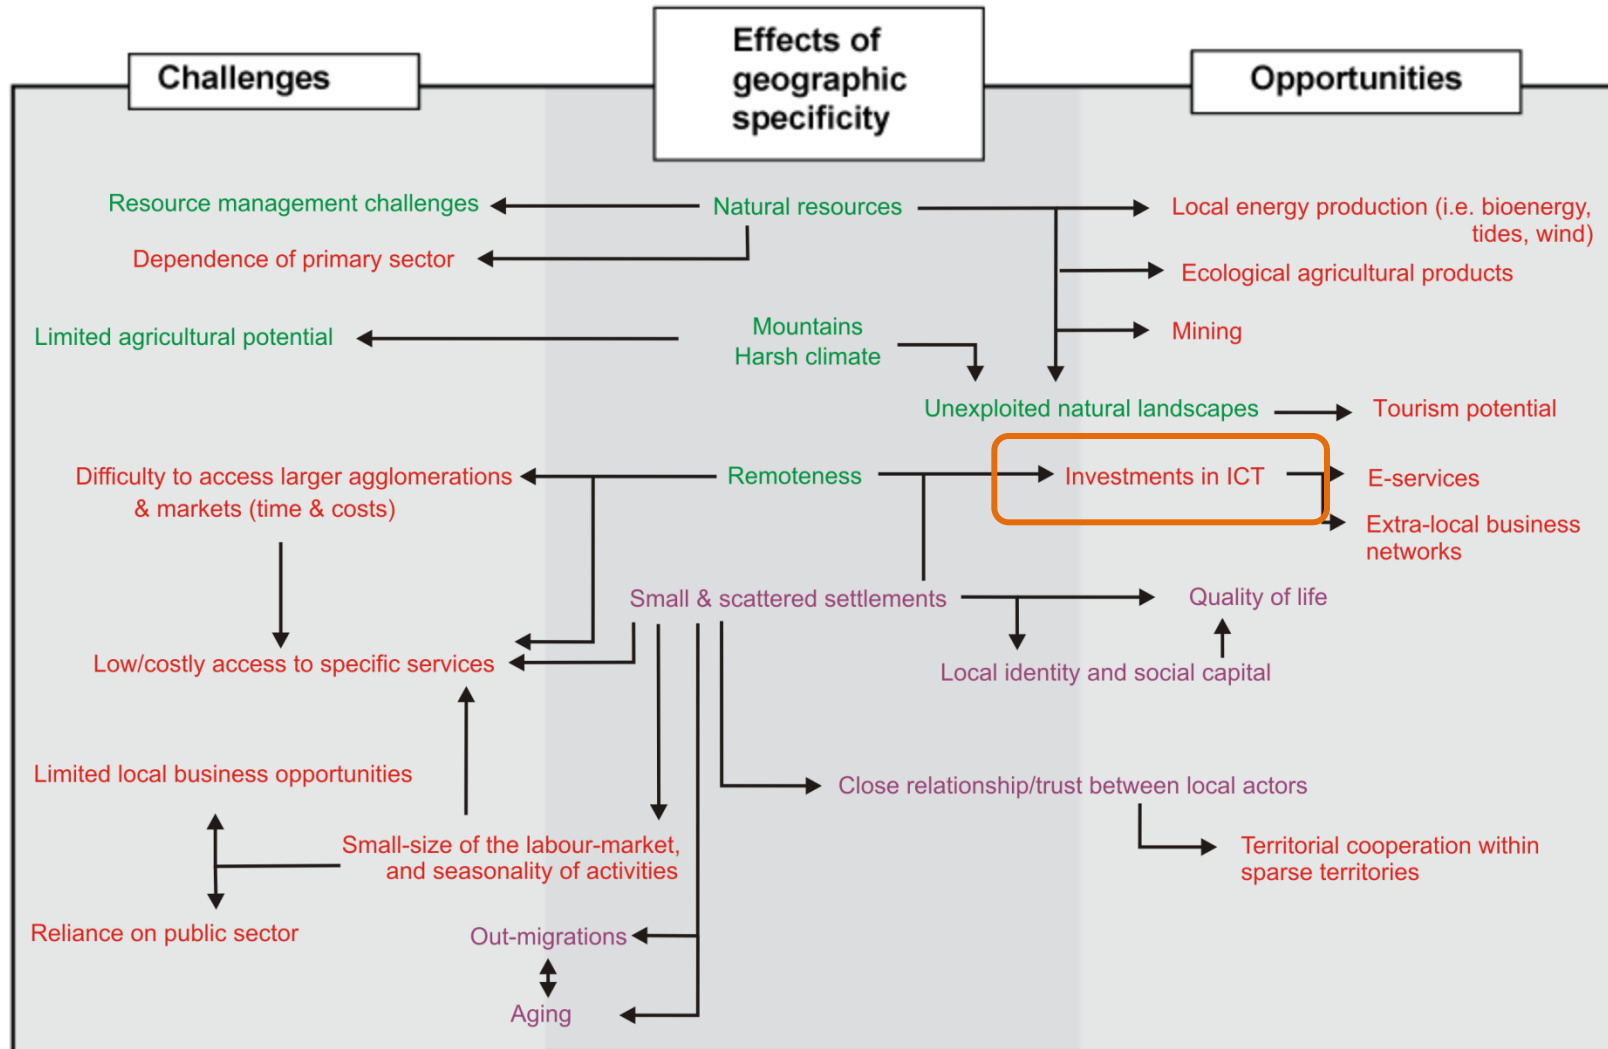 Challenges
Effects of
geographic
specificity
Opportunities
Resource management challenges
Natural resources
Local energy production (i.e. bioenergy,
tides, wind)
Dependence of primary sector
Ecological agricultural products
Limited agricultural potential
Mountains
Harsh climate
Mining
Unexploited natural landscapes
Tourism potential
Difficulty to access larger agglomerations
& markets (time & costs)
Remoteness
Investments in ICT
E-services
Extra-local business
networks
Small & scattered settlements
Quality of life
Low/costly access to specific services
Local identity and social capital
Limited local business opportunities
Close relationship/trust between local actors
Small-size of the labour-market,
and seasonality of activities
Territorial cooperation within
sparse territories
Reliance on public sector
Out-migrations
Aging